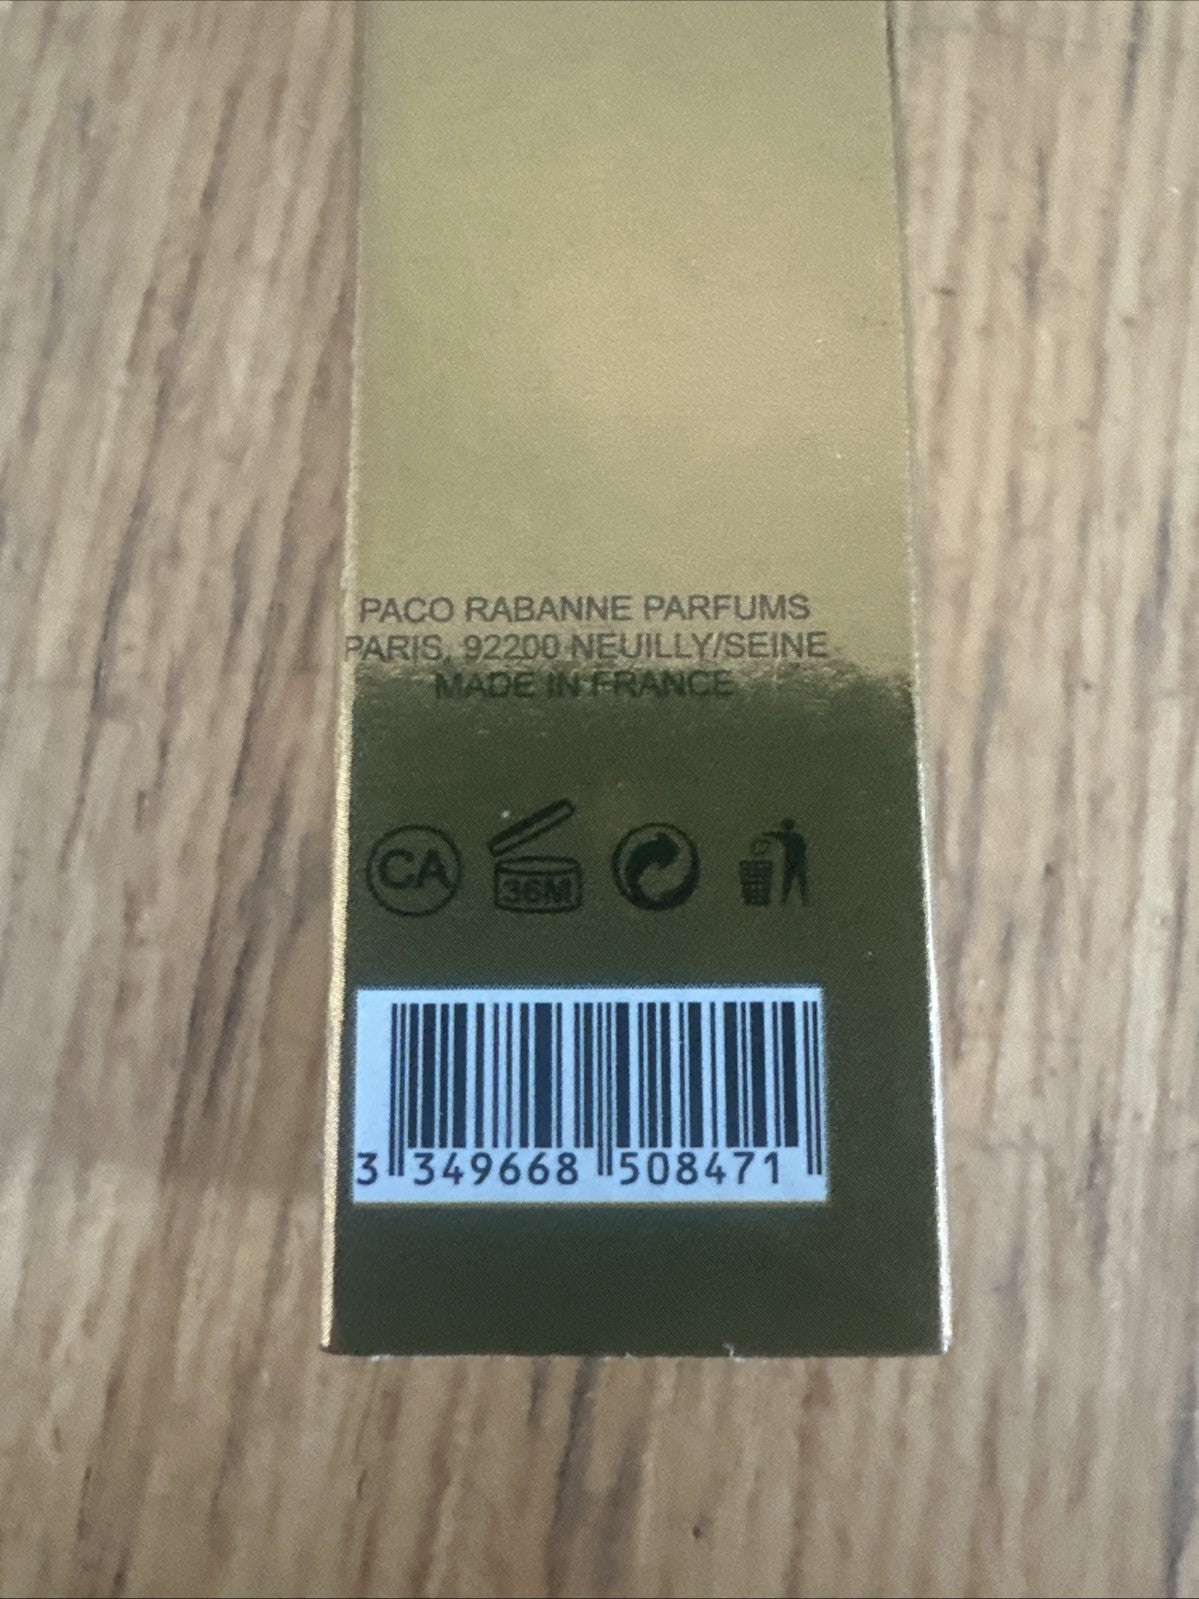 PACO RABANNE PARFUMS
PARIS, 92200 NEUILLY/SEINE
MADE IN FRANCE
CA 36M
3 349668 508471